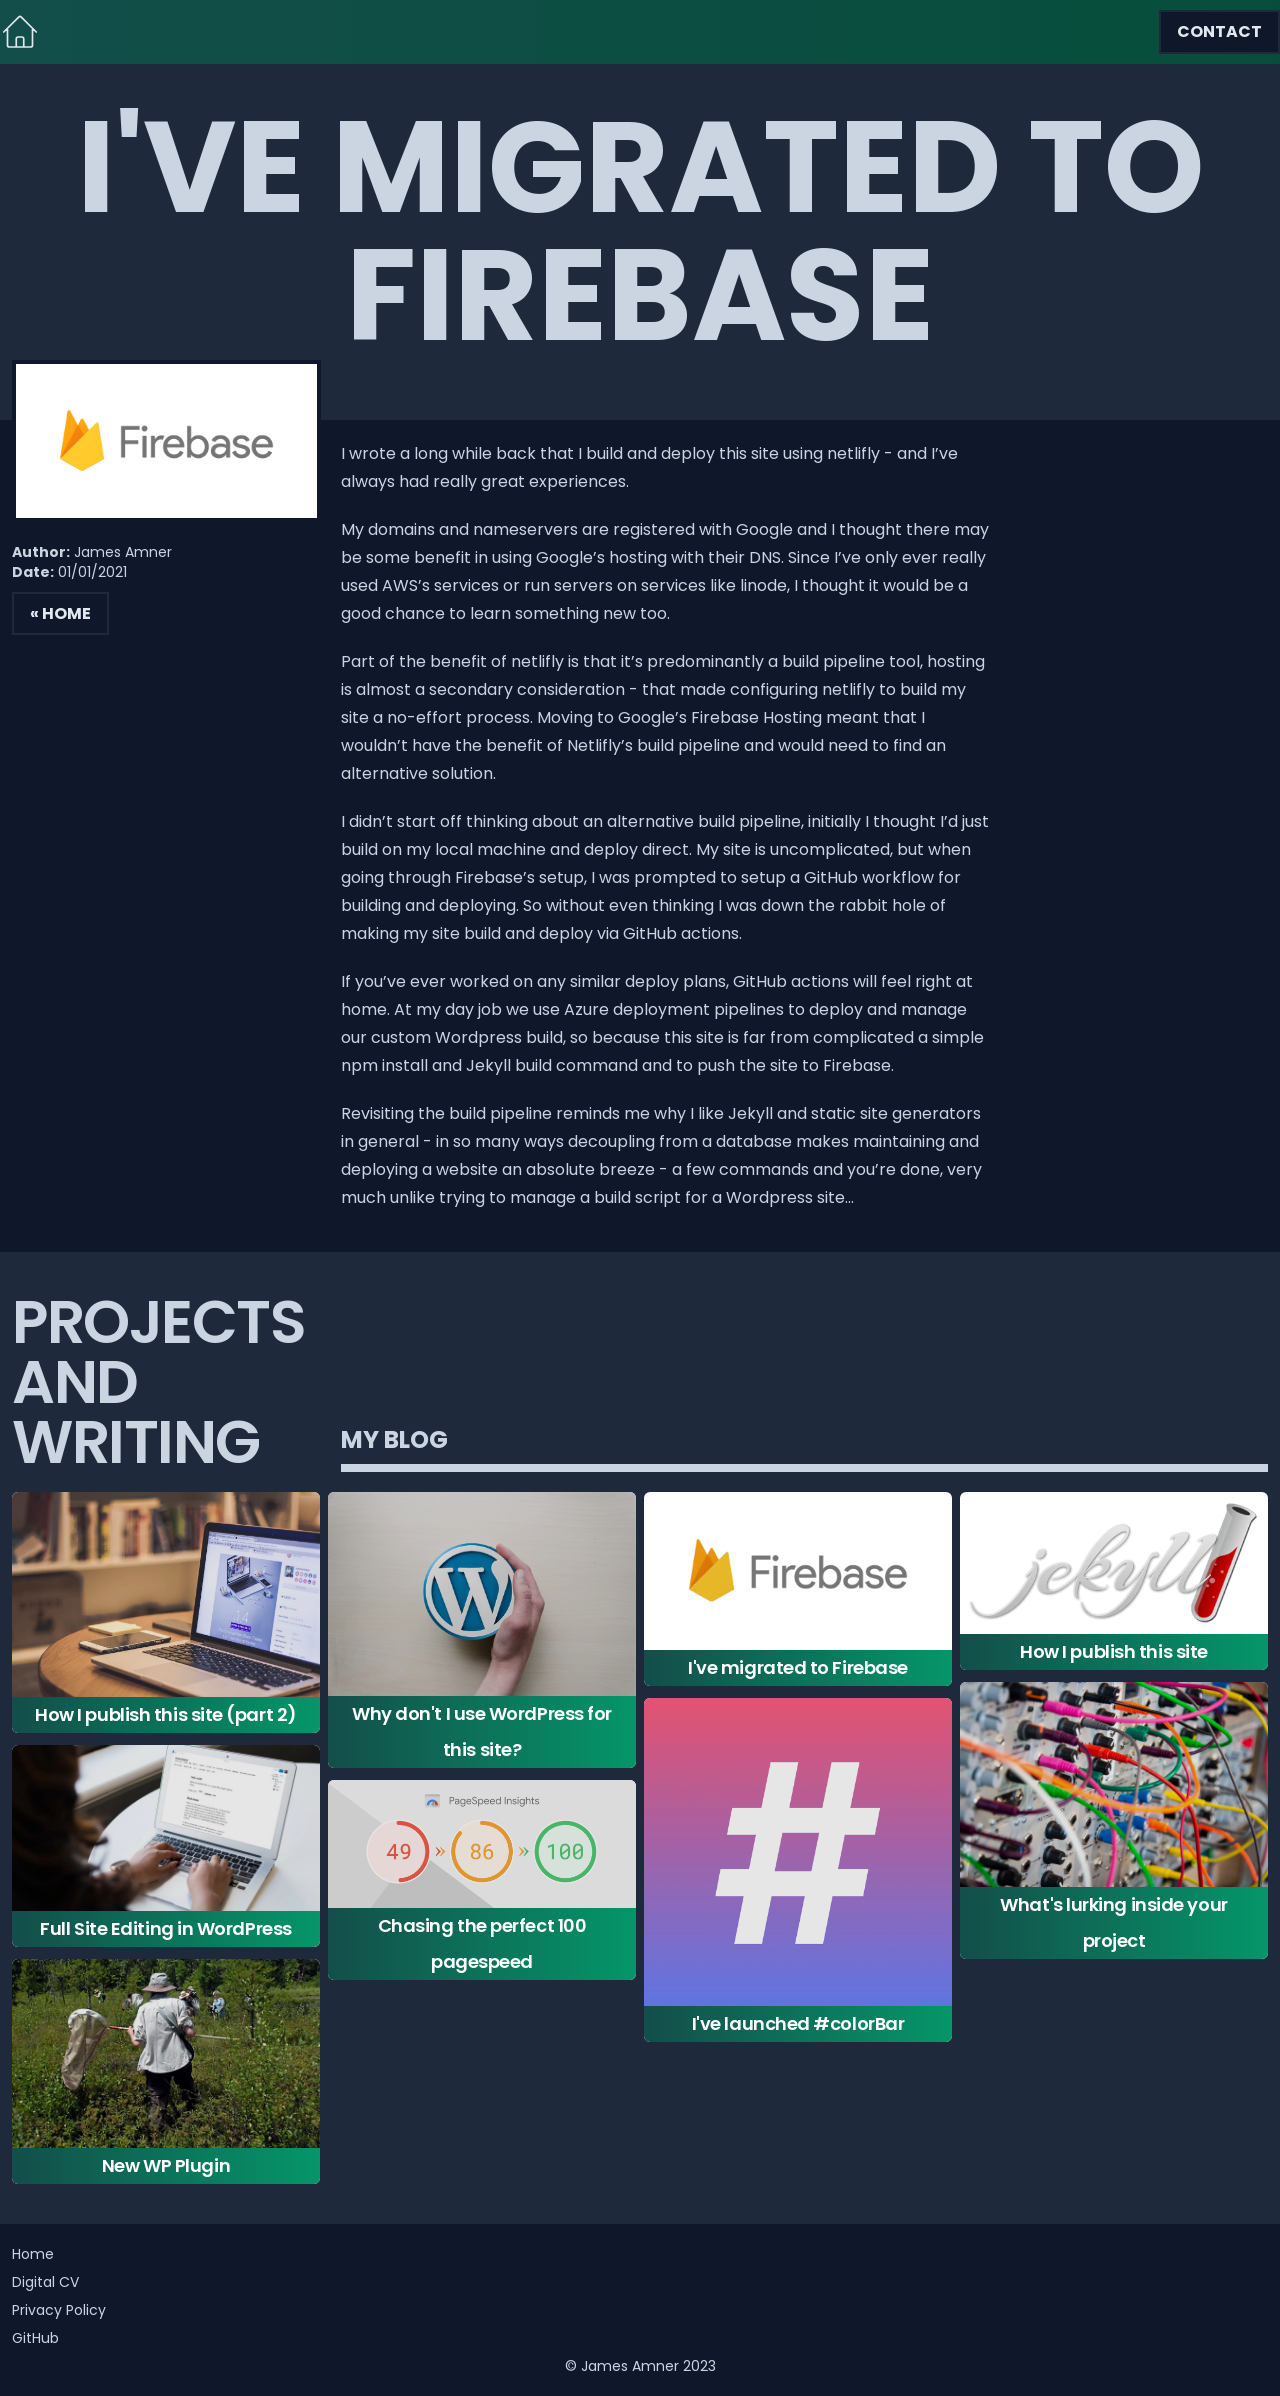 CONTACT
I'VE MIGRATED TO
FIREBASE
Firebase
Author: James Amner
Date: 01/01/2021
« HOME
I wrote a long while back that I build and deploy this site using netlifly - and I’ve
always had really great experiences.
My domains and nameservers are registered with Google and I thought there may
be some benefit in using Google’s hosting with their DNS. Since I’ve only ever really
used AWS’s services or run servers on services like linode, I thought it would be a
good chance to learn something new too.
Part of the benefit of netlifly is that it’s predominantly a build pipeline tool, hosting
is almost a secondary consideration - that made configuring netlifly to build my
site a no-effort process. Moving to Google’s Firebase Hosting meant that I
wouldn’t have the benefit of Netlifly’s build pipeline and would need to find an
alternative solution.
I didn’t start off thinking about an alternative build pipeline, initially I thought I’d just
build on my local machine and deploy direct. My site is uncomplicated, but when
going through Firebase’s setup, I was prompted to setup a GitHub workflow for
building and deploying. So without even thinking I was down the rabbit hole of
making my site build and deploy via GitHub actions.
If you’ve ever worked on any similar deploy plans, GitHub actions will feel right at
home. At my day job we use Azure deployment pipelines to deploy and manage
our custom Wordpress build, so because this site is far from complicated a simple
npm install and Jekyll build command and to push the site to Firebase.
Revisiting the build pipeline reminds me why I like Jekyll and static site generators
in general - in so many ways decoupling from a database makes maintaining and
deploying a website an absolute breeze - a few commands and you’re done, very
much unlike trying to manage a build script for a Wordpress site…
PROJECTS
AND
WRITING
MY BLOG
How I publish this site (part 2)
Full Site Editing in WordPress
New WP Plugin
W
Why don't I use WordPress for
this site?
PageSpeed Insights
49 » 86 » 100
Chasing the perfect 100
pagespeed
Firebase
I've migrated to Firebase
#
I've launched #colorBar
jekyll
How I publish this site
What's lurking inside your
project
Home
Digital CV
Privacy Policy
GitHub
© James Amner 2023